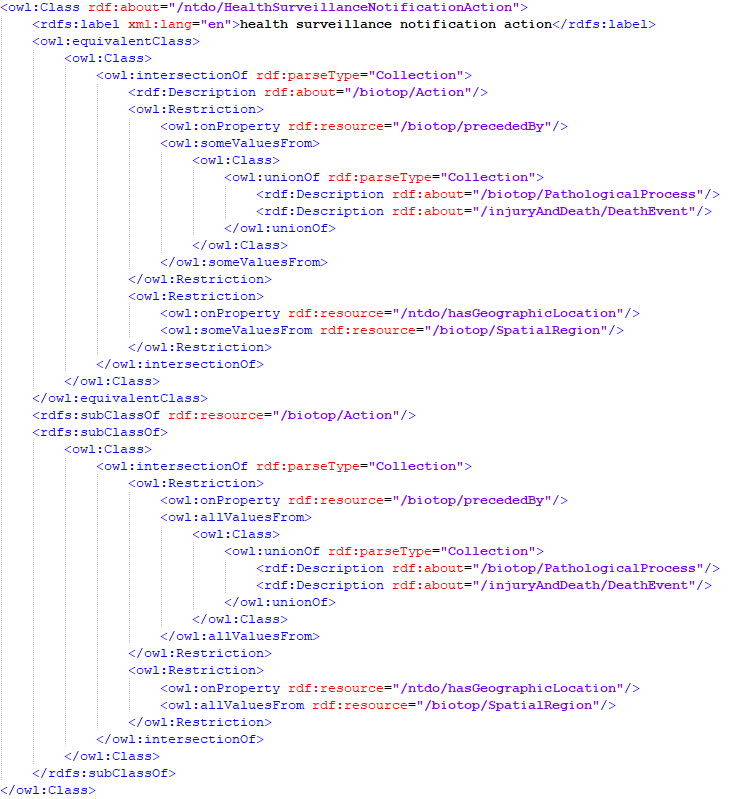 <owl:Class rdf:about="/ntdo/HealthSurveillanceNotificationAction">
<rdfs:label xml:lang="en">health surveillance notification action</rdfs:label>
<owl:equivalentClass>
<owl:Class>
<owl:intersectionOf rdf:parseType="Collection">
<rdf:Description rdf:about="/biotop/Action"/>
<owl:Restriction>
<owl:onProperty rdf:resource="/biotop/precededBy"/>
<owl:someValuesFrom>
<owl:Class>
<owl:unionOf rdf:parseType="Collection">
<rdf:Description rdf:about="/biotop/PathologicalProcess"/>
<rdf:Description rdf:about="/injuryAndDeath/DeathEvent"/>
</owl:unionOf>
</owl:Class>
</owl:someValuesFrom>
</owl:Restriction>
<owl:Restriction>
<owl:onProperty rdf:resource="/ntdo/hasGeographicLocation"/>
<owl:someValuesFrom rdf:resource="/biotop/SpatialRegion"/>
</owl:Restriction>
</owl:intersectionOf>
</owl:Class>
</owl:equivalentClass>
<rdfs:subClassOf rdf:resource="/biotop/Action"/>
<rdfs:subClassOf>
<owl:Class>
<owl:intersectionOf rdf:parseType="Collection">
<owl:Restriction>
<owl:onProperty rdf:resource="/biotop/precededBy"/>
<owl:allValuesFrom>
<owl:Class>
<owl:unionOf rdf:parseType="Collection">
<rdf:Description rdf:about="/biotop/PathologicalProcess"/>
<rdf:Description rdf:about="/injuryAndDeath/DeathEvent"/>
</owl:unionOf>
</owl:Class>
</owl:allValuesFrom>
</owl:Restriction>
<owl:Restriction>
<owl:onProperty rdf:resource="/ntdo/hasGeographicLocation"/>
<owl:allValuesFrom rdf:resource="/biotop/SpatialRegion"/>
</owl:Restriction>
</owl:intersectionOf>
</owl:Class>
</rdfs:subClassOf>
</owl:Class>